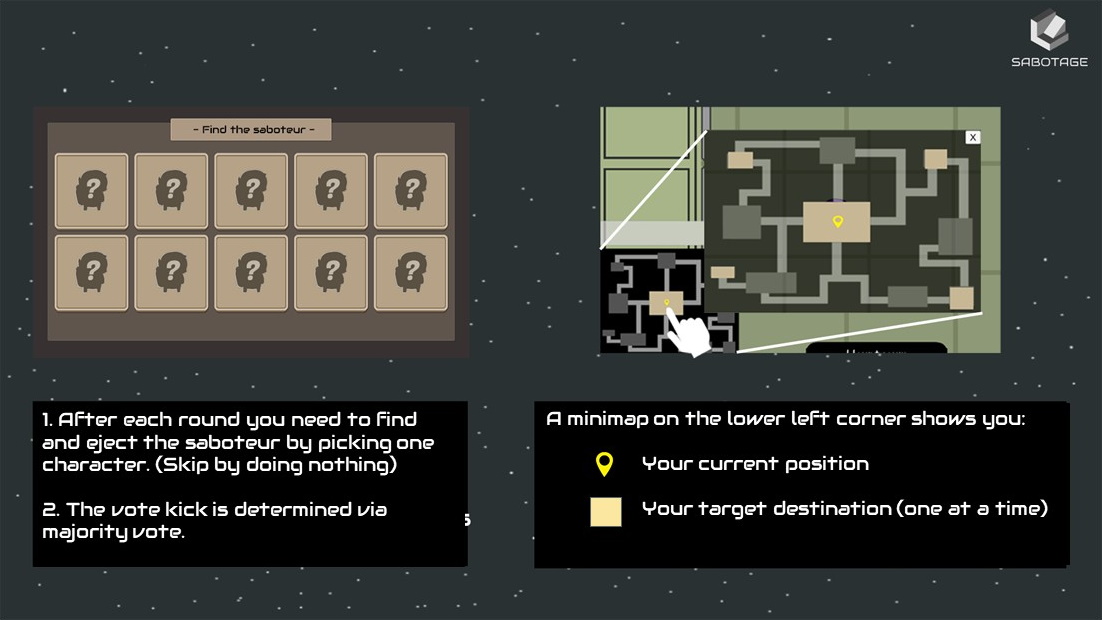 SABOTAGE
- Find the saboteur -
? ? ? ? ?
? ? ? ? ?
X
1. After each round you need to find
and eject the saboteur by picking one
character. (Skip by doing nothing)
2. The vote kick is determined via
majority vote.
s
A minimap on the lower left corner shows you:
Your current position
Your target destination (one at a time)